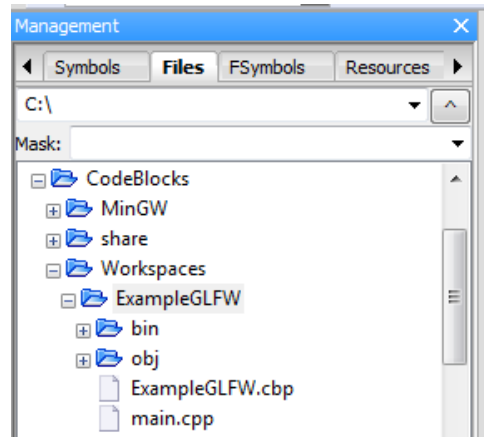 Management
Symbols Files FSymbols Resources
C:\
Mask:
CodeBlocks
MinGW
share
Workspaces
ExampleGLFW
bin
obj
ExampleGLFW.cbp
main.cpp